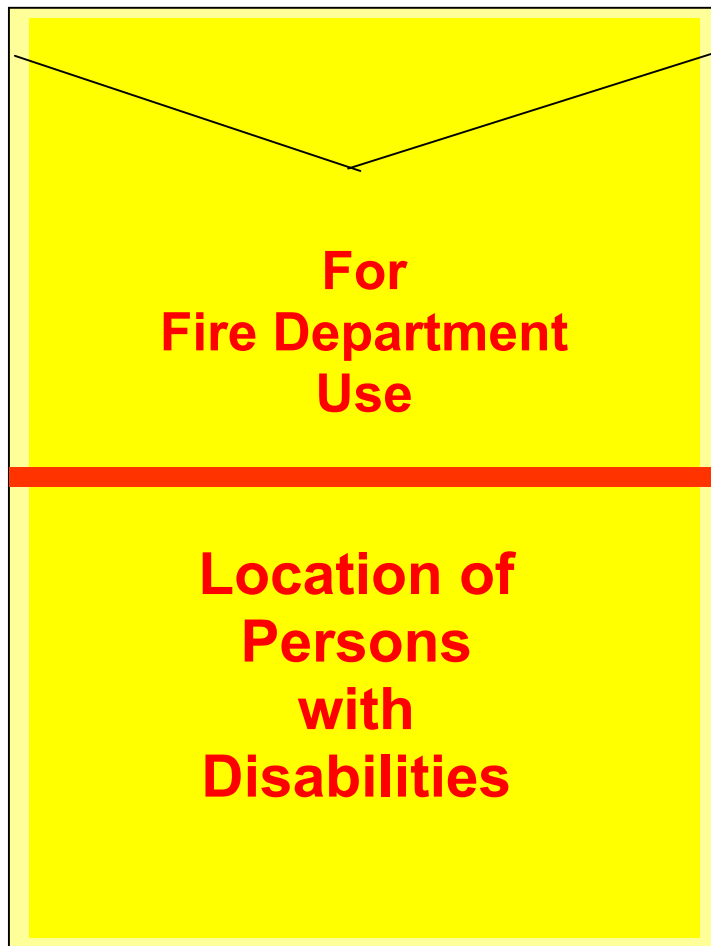 For
Fire Department
Use
Location of
Persons
with
Disabilities